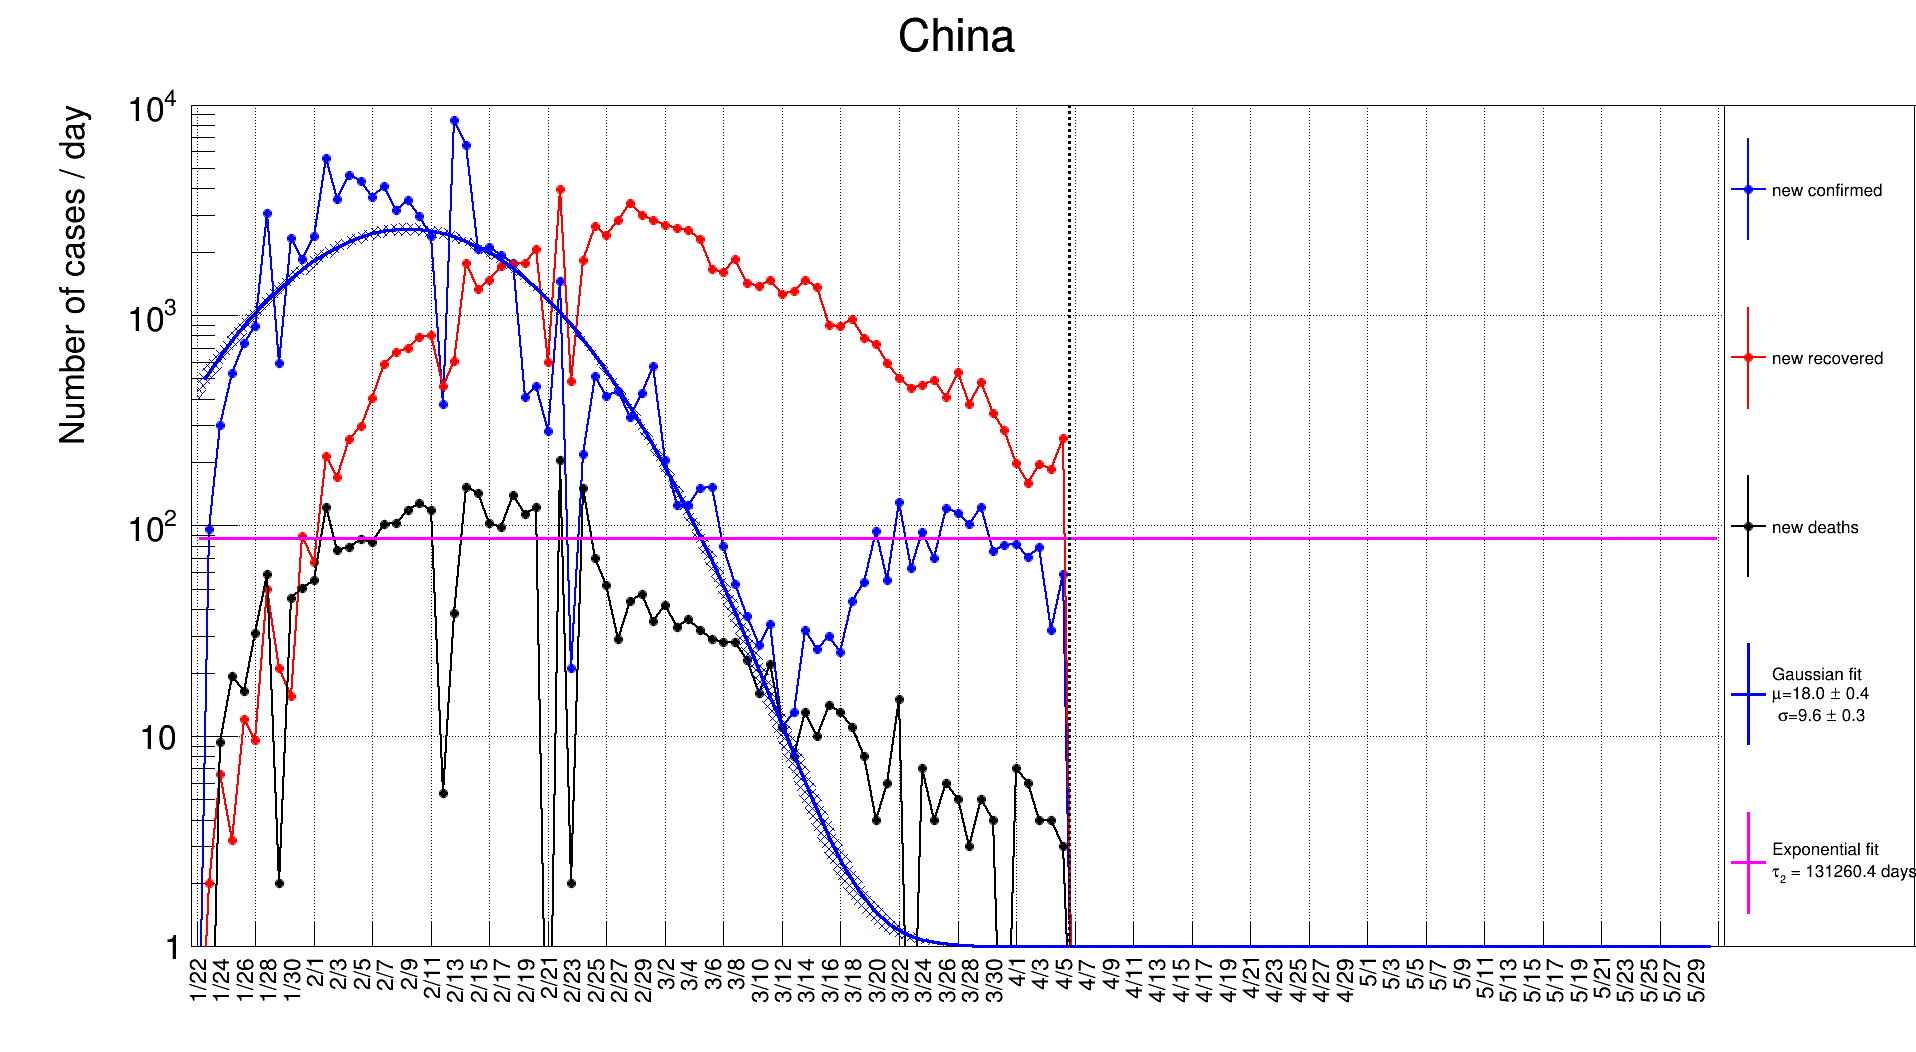 China
Number of cases / day
10⁴
10³
10²
10
1
1/22 1/24 1/26 1/28 1/30 2/1 2/3 2/5 2/7 2/9 2/11 2/13 2/15 2/17 2/19 2/21 2/23 2/25 2/27 2/29 3/2 3/4 3/6 3/8 3/10 3/12 3/14 3/16 3/18 3/20 3/22 3/24 3/26 3/28 3/30 4/1 4/3 4/5 4/7 4/9 4/11 4/13 4/15 4/17 4/19 4/21 4/23 4/25 4/27 4/29 5/1 5/3 5/5 5/7 5/9 5/11 5/13 5/15 5/17 5/19 5/21 5/23 5/25 5/27 5/29
new confirmed
new recovered
new deaths
Gaussian fit
μ=18.0 ± 0.4
σ=9.6 ± 0.3
Exponential fit
τ₂ = 131260.4 days